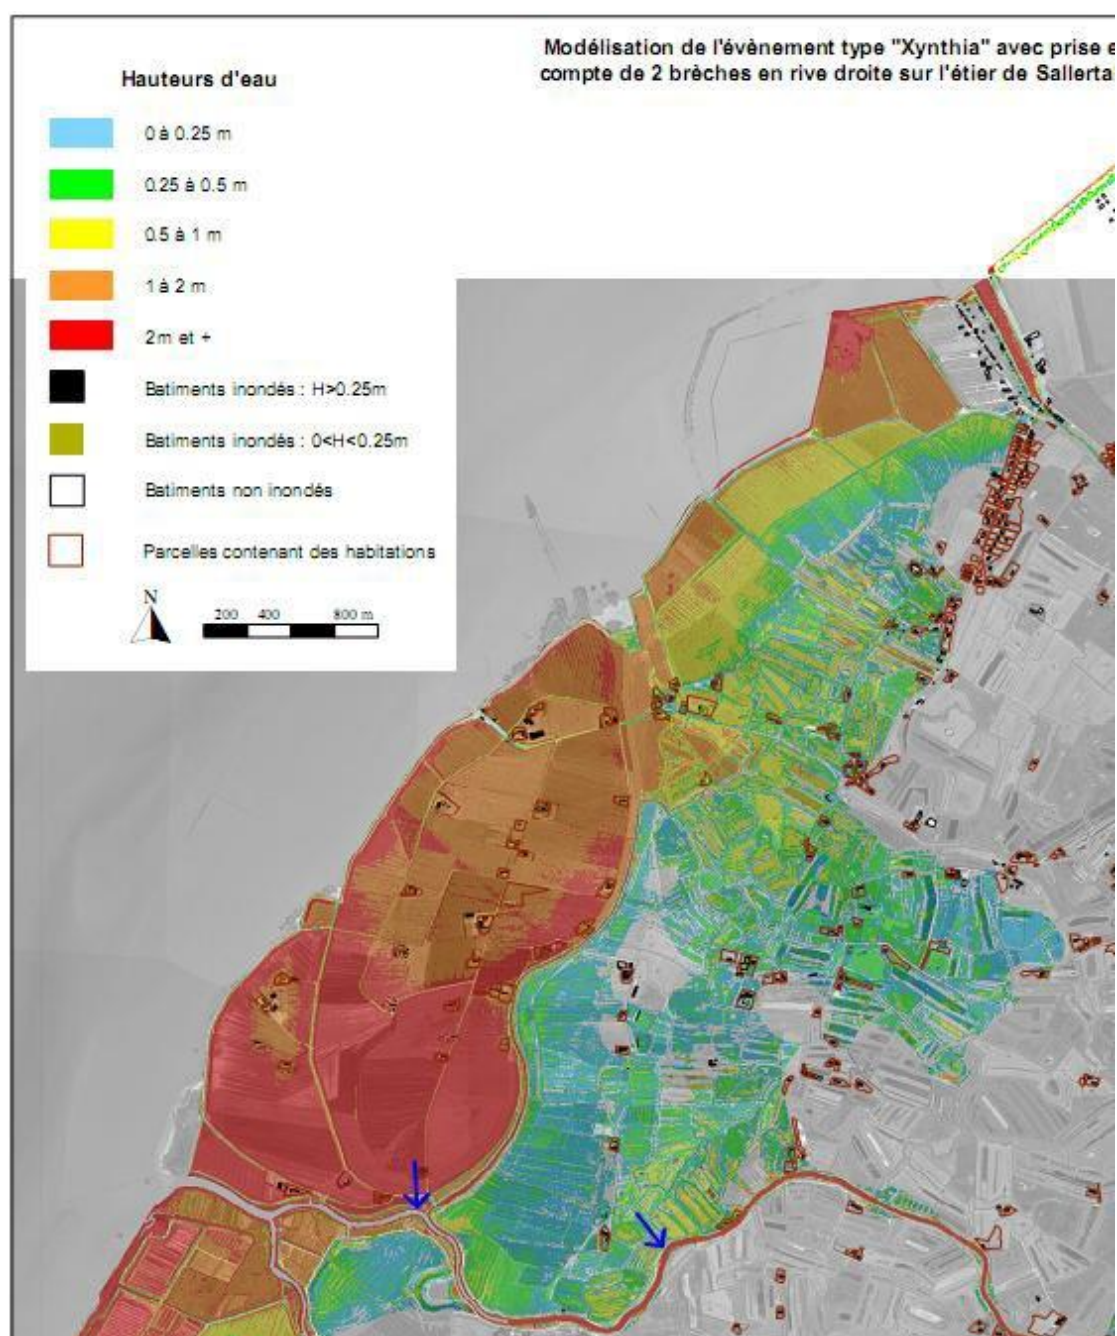 Modélisation de l'évènement type "Xynthia" avec prise e
compte de 2 brèches en rive droite sur l'étier de Sallerta
Hauteurs d'eau
0 à 0.25 m
0.25 à 0.5 m
0.5 à 1 m
1 à 2 m
2m et +
Batiments inondés : H>0.25m
Batiments inondés : 0<H<0.25m
Batiments non inondés
Parcelles contenant des habitations
N
200 400 800 m